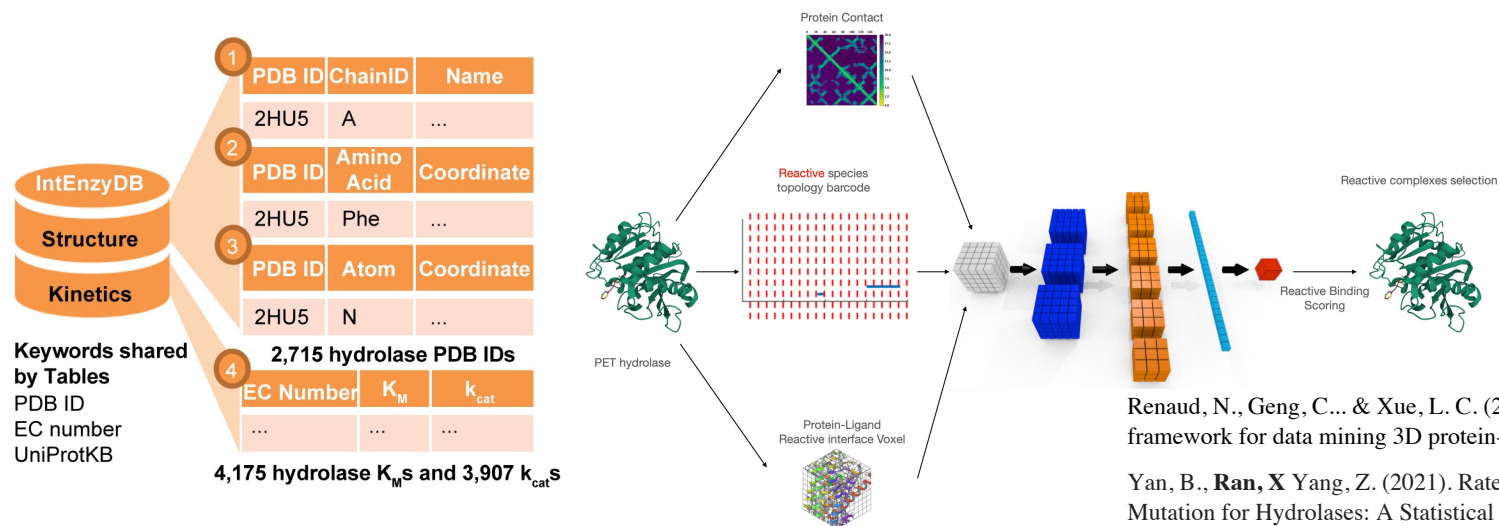 IntEnzyDB
Structure
Kinetics
Keywords shared
by Tables
PDB ID
EC number
UniProtKB
1
PDB ID ChainID Name
2HU5 A ...
2
PDB ID Amino Acid Coordinate
2HU5 Phe ...
3
PDB ID Atom Coordinate
2HU5 N ...
2,715 hydrolase PDB IDs
4
EC Number KM kcat
... ... ...
4,175 hydrolase KMs and 3,907 kcats
Protein Contact
Reactive species
topology barcode
PET hydrolase
Protein-Ligand
Reactive interface Voxel
Reactive Binding
Scoring
Reactive complexes selection
Renaud, N., Geng, C... & Xue, L. C. (2
framework for data mining 3D protein-
Yan, B., Ran, X Yang, Z. (2021). Rate
Mutation for Hydrolases: A Statistical